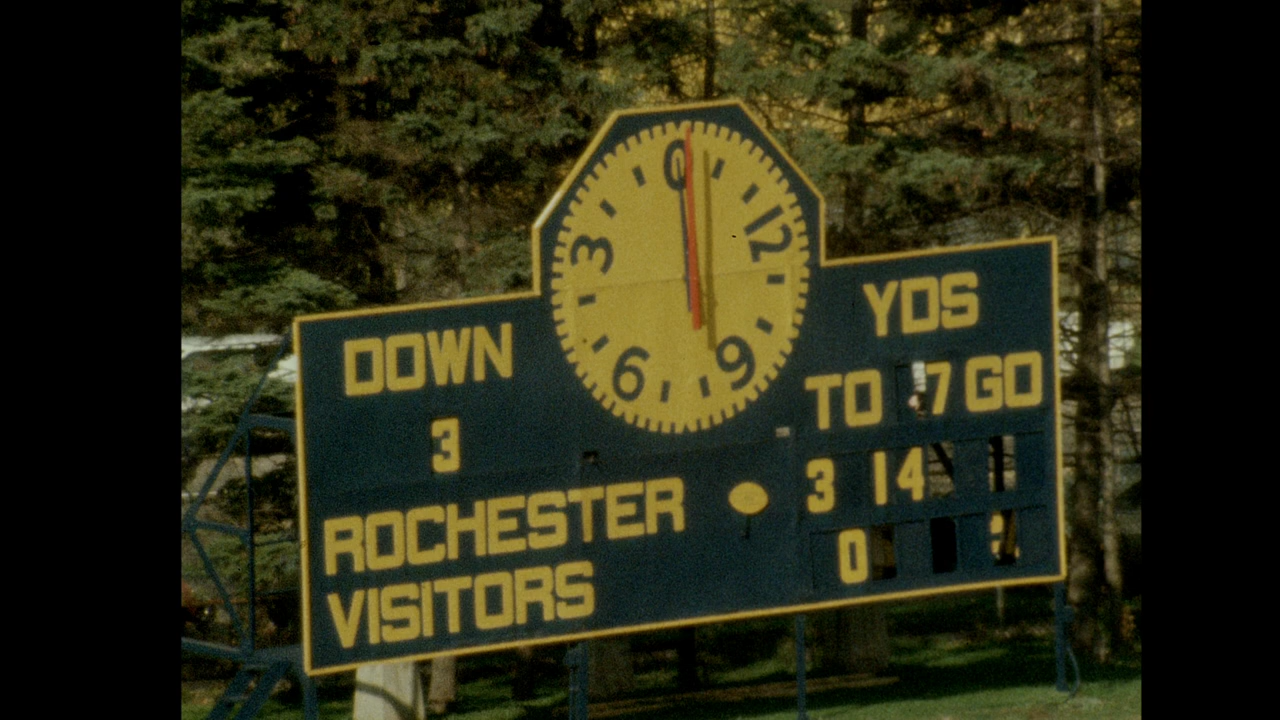 0
3 12
6 9
DOWN YDS
3 TO 7 GO
ROCHESTER 3 14
VISITORS 0